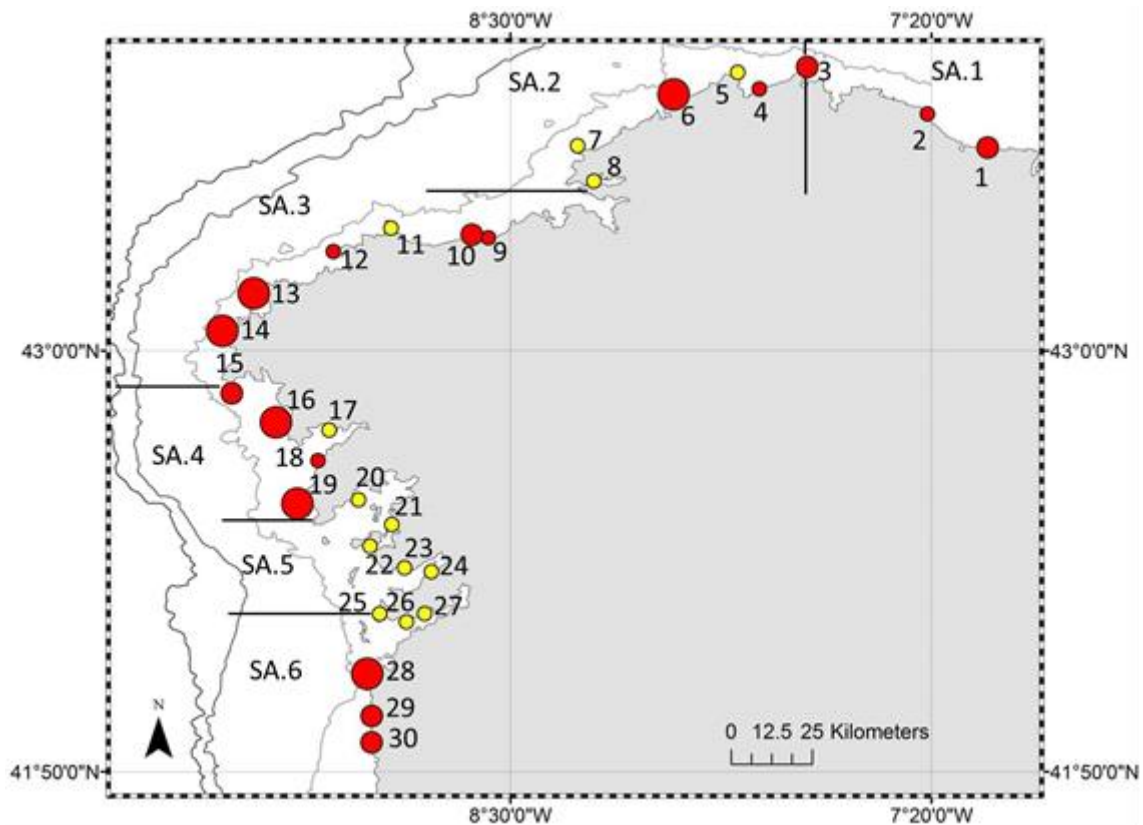 8°30'0"W 7°20'0"W
SA.2 SA.1
3
5 4
6
2
7 1
8
SA.3
11
12 10 9
13
14
43°0'0"N 43°0'0"N
15
16
17
SA.4 18
19
20
21
SA.5 22 23 24
25 26 27
SA.6
28
N
29
30
0 12.5 25 Kilometers
41°50'0"N 41°50'0"N
8°30'0"W 7°20'0"W